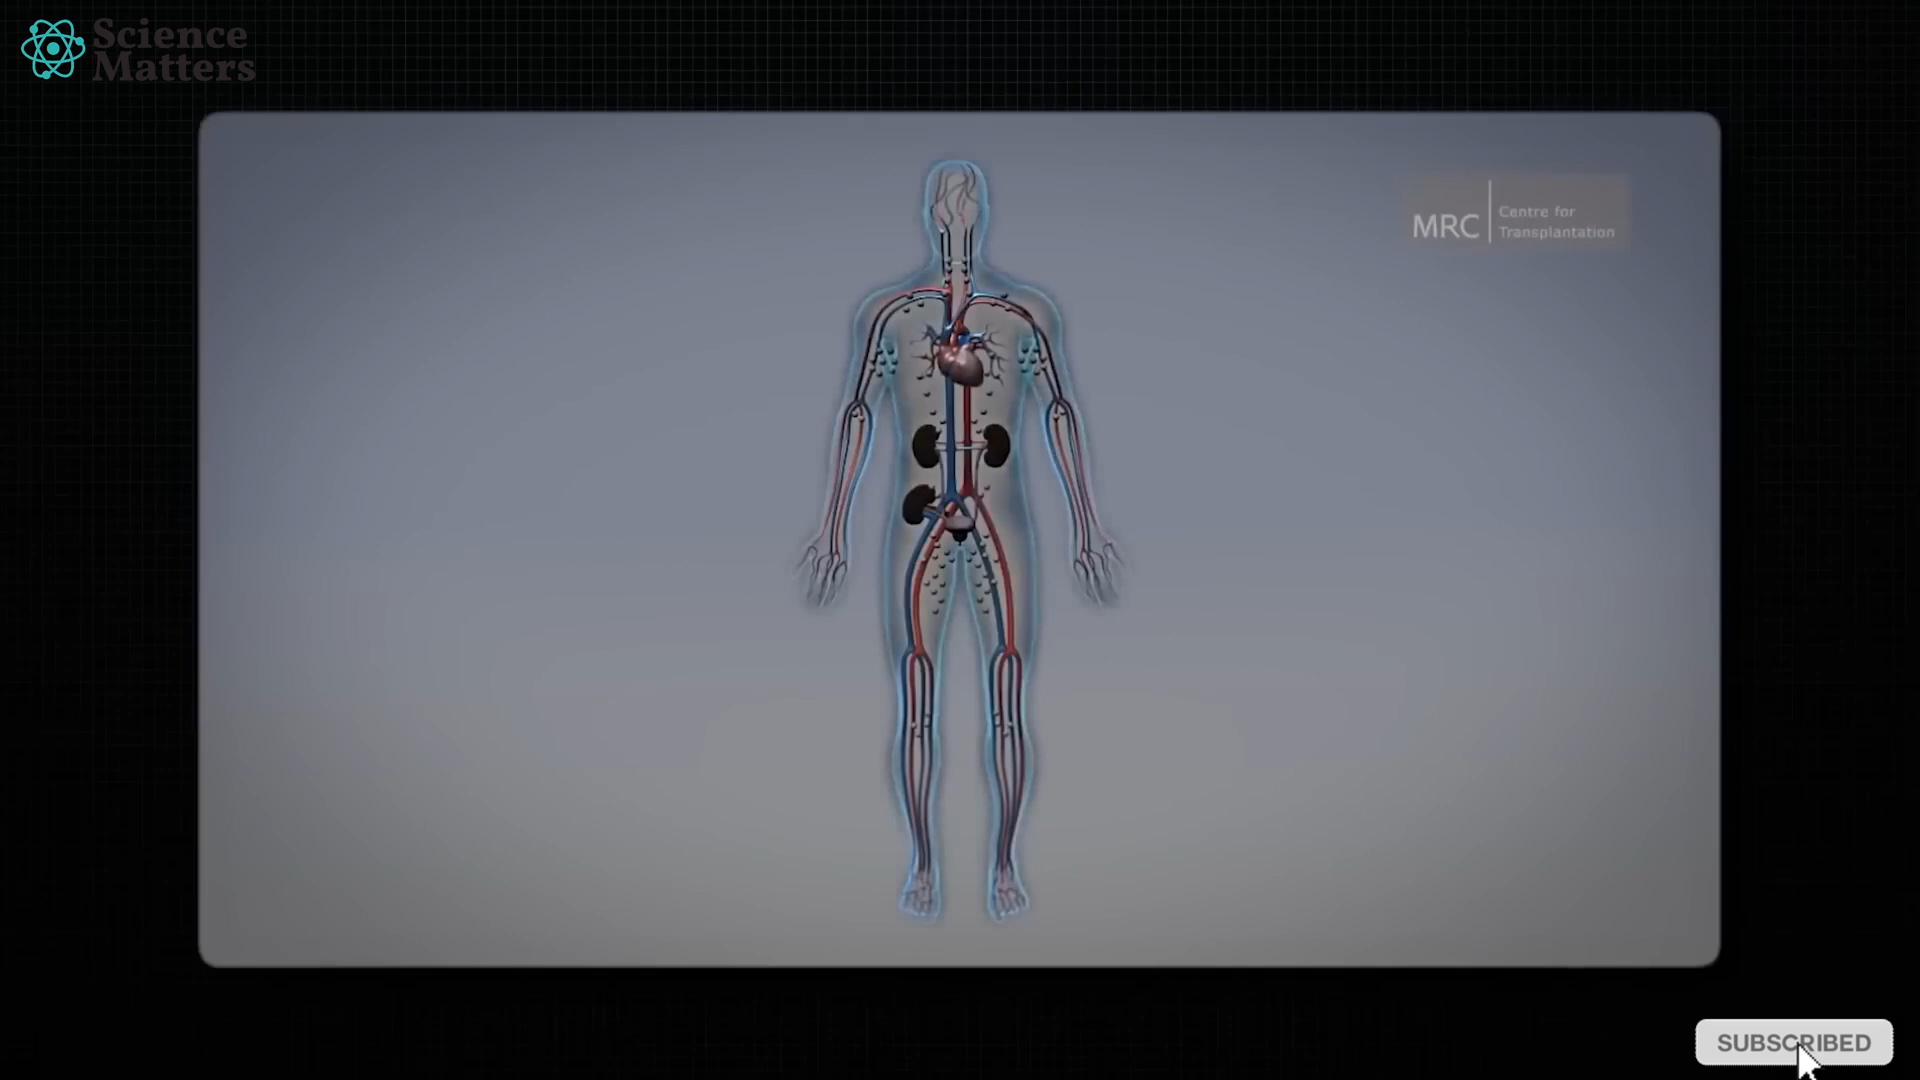 Science
Matters
MRC
Centre for
Transplantation
SUBSCRIBED